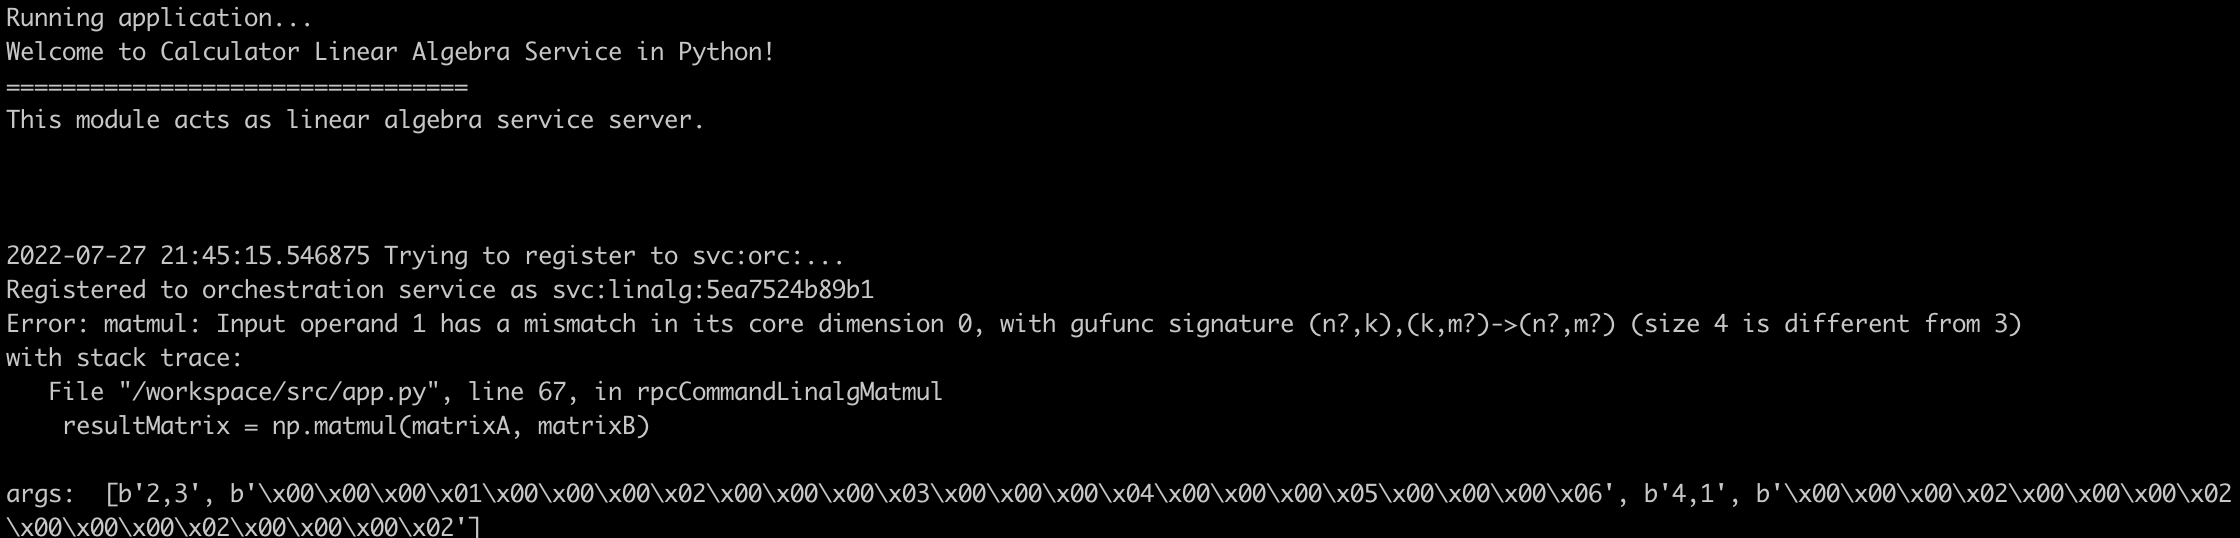 Running application...
Welcome to Calculator Linear Algebra Service in Python!
=================================
This module acts as linear algebra service server.
2022-07-27 21:45:15.546875 Trying to register to svc:orc:...
Registered to orchestration service as svc:linalg:5ea7524b89b1
Error: matmul: Input operand 1 has a mismatch in its core dimension 0, with gufunc signature (n?,k),(k,m?)->(n?,m?) (size 4 is different from 3)
with stack trace:
   File "/workspace/src/app.py", line 67, in rpcCommandLinalgMatmul
    resultMatrix = np.matmul(matrixA, matrixB)
args:  [b'2,3', b'\x00\x00\x00\x01\x00\x00\x00\x02\x00\x00\x00\x03\x00\x00\x00\x04\x00\x00\x00\x05\x00\x00\x00\x06', b'4,1', b'\x00\x00\x00\x02\x00\x00\x00\x02
\x00\x00\x00\x02\x00\x00\x00\x02']